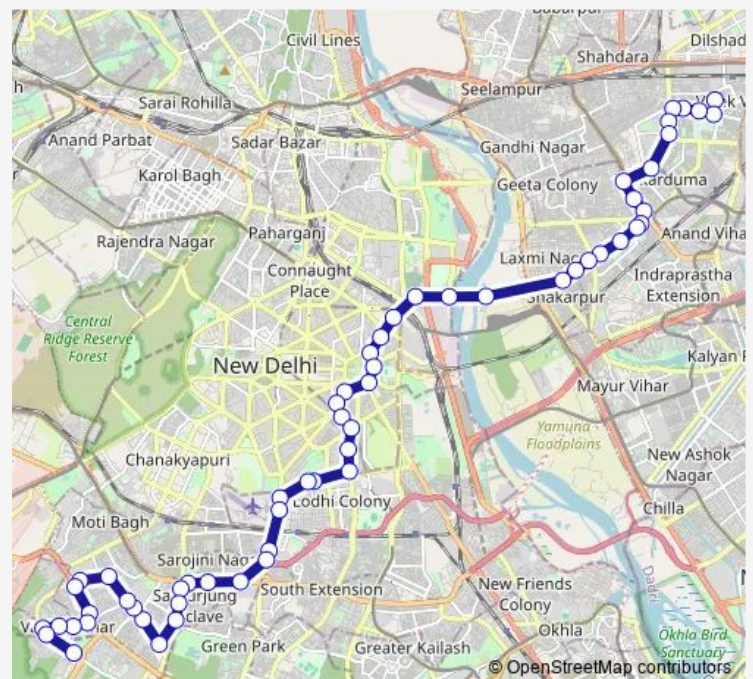 Civil Lines
Shahdara
Dilshad
Seelampur
Sarai Rohilla
Anand Parbat
Sadar Bazar
Gandhi Nagar
Karol Bagh
Geeta Colony
Rajendra Nagar
Paharganj
Anand Viha
Connaught
Place
Indraprastha
Extension
Central
Ridge Reserve
Forest
New Delhi
Kalyan P
Mayur Vihar
Yamuna
Floodplains
Chanakyapuri
New Ashok
Nagar
Lodhi Colony
Chilla
Moti Bagh
South Extension
New Friends
Colony
Dadri
Okhla
Green Park
Greater Kailash
Okhla Bird
Sanctuary
© OpenStreetMap contributors